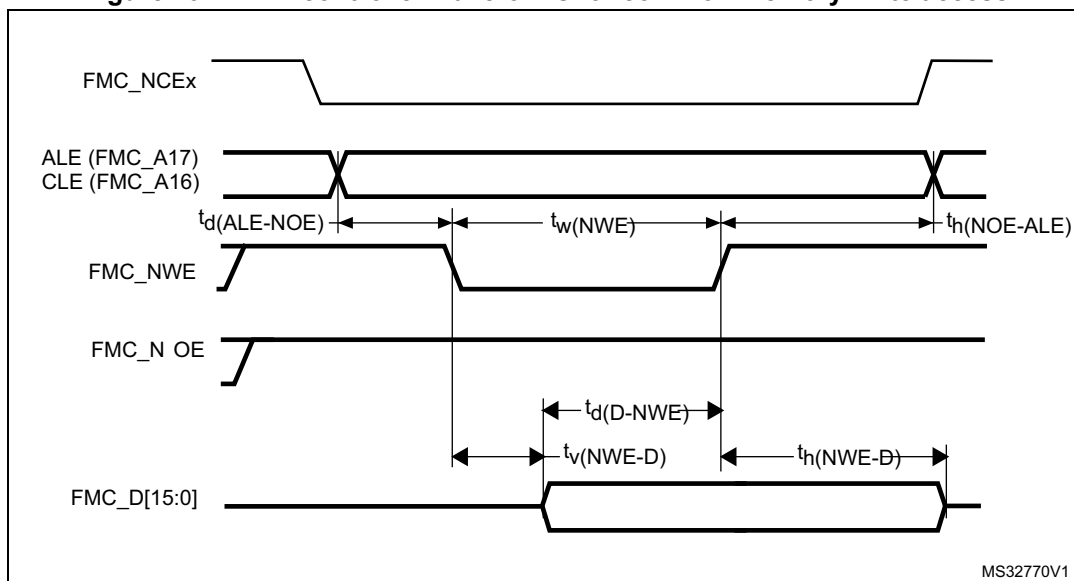 FMC_NCEx
ALE (FMC_A17)
CLE (FMC_A16)
td(ALE-NOE)
tw(NWE)
th(NOE-ALE)
FMC_NWE
FMC_N OE
td(D-NWE)
tv(NWE-D)
th(NWE-D)
FMC_D[15:0]
MS32770V1